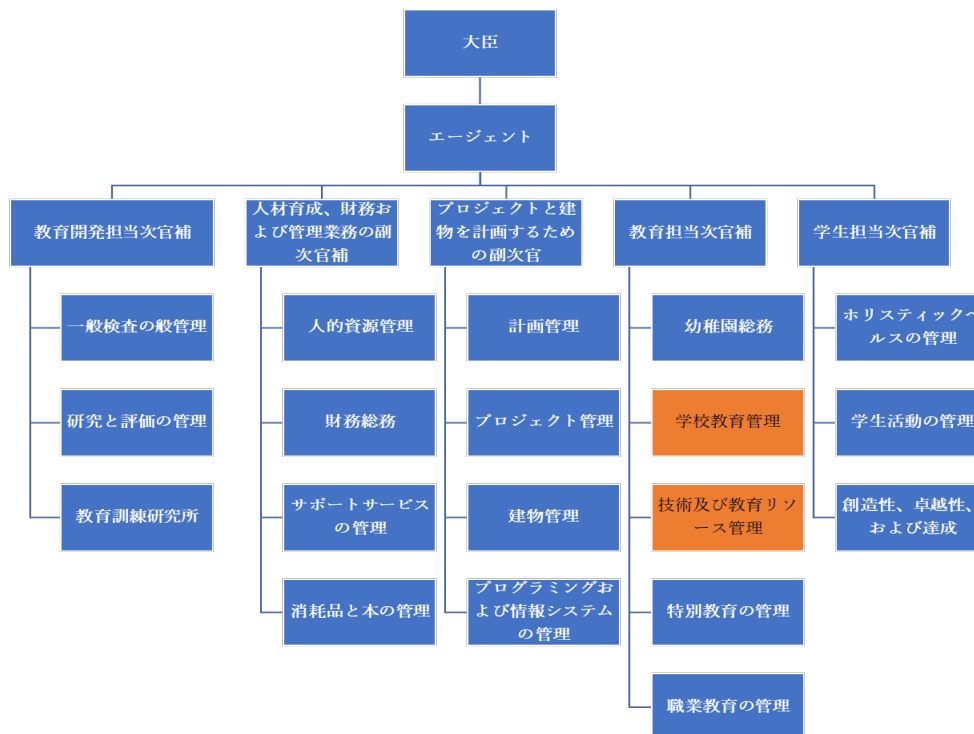 大臣
エージェント
教育開発担当次官補
人材育成、財務お
よび管理業務の副
次官補
プロジェクトと建
物を計画するため
の副次官
教育担当次官補
学生担当次官補
一般検査の般管理
研究と評価の管理
教育訓練研究所
人的資源管理
財務総務
サポートサービス
の管理
消耗品と本の管理
計画管理
プロジェクト管理
建物管理
プログラミングお
よび情報システム
の管理
幼稚園総務
学校教育管理
技術及び教育リソ
ース管理
特別教育の管理
職業教育の管理
ホリスティックヘ
ルスの管理
学生活動の管理
創造性、卓越性、
および達成